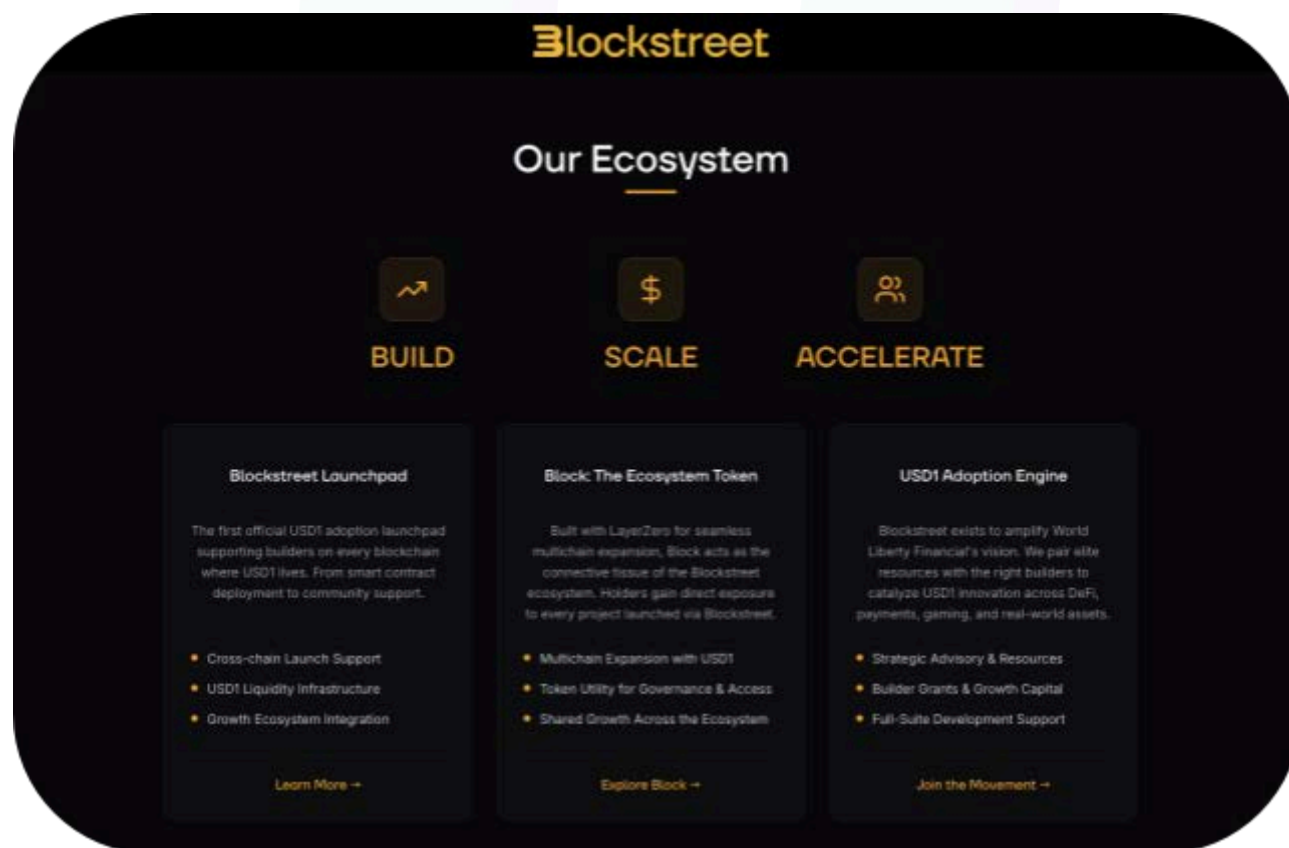 Blockstreet
Our Ecosystem
BUILD
SCALE
ACCELERATE
Blockstreet Launchpad
The first official USD1 adoption launchpad
supporting builders on every blockchain
where USD1 lives. From smart contract
deployment to community support.
• Cross-chain Launch Support
• USD1 Liquidity Infrastructure
• Growth Ecosystem Integration
Learn More →
Block: The Ecosystem Token
Built with LayerZero for seamless
multichain expansion, Block acts as the
connective tissue of the Blockstreet
ecosystem. Holders gain direct exposure
to every project launched via Blockstreet.
• Multichain Expansion with USD1
• Token Utility for Governance & Access
• Shared Growth Across the Ecosystem
Explore Block →
USD1 Adoption Engine
Blockstreet exists to amplify World
Liberty Financial's vision. We pair elite
resources with the right builders to
catalyze USD1 innovation across DeFi,
payments, gaming, and real-world assets.
• Strategic Advisory & Resources
• Builder Grants & Growth Capital
• Full-Suite Development Support
Join the Movement →